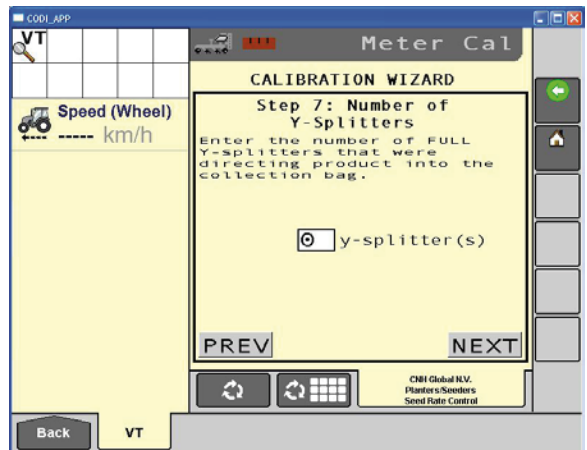 CODI_APP
VT
Meter Cal
CALIBRATION WIZARD
Speed (Wheel)
----- km/h
Step 7: Number of
Y-Splitters
Enter the number of FULL
Y-splitters that were
directing product into the
collection bag.
0 y-splitter(s)
PREV
NEXT
CNH Global N.V.
Planters/Seeders
Seed Rate Control
Back
VT